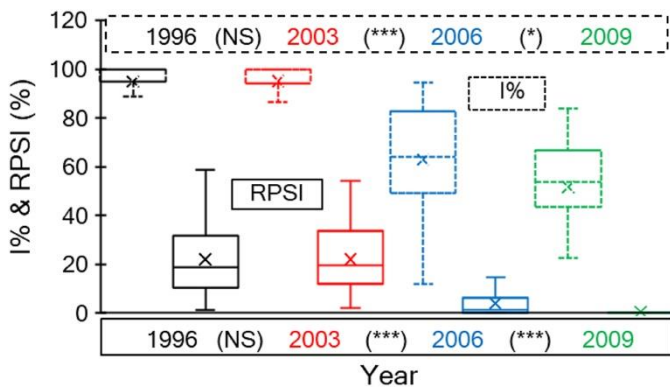 120
1996 (NS) 2003 (***) 2006 (*) 2009
100
I%
80
60
RPSI
40
20
0
I% & RPSI (%)
1996 (NS) 2003 (***) 2006 (***) 2009
Year